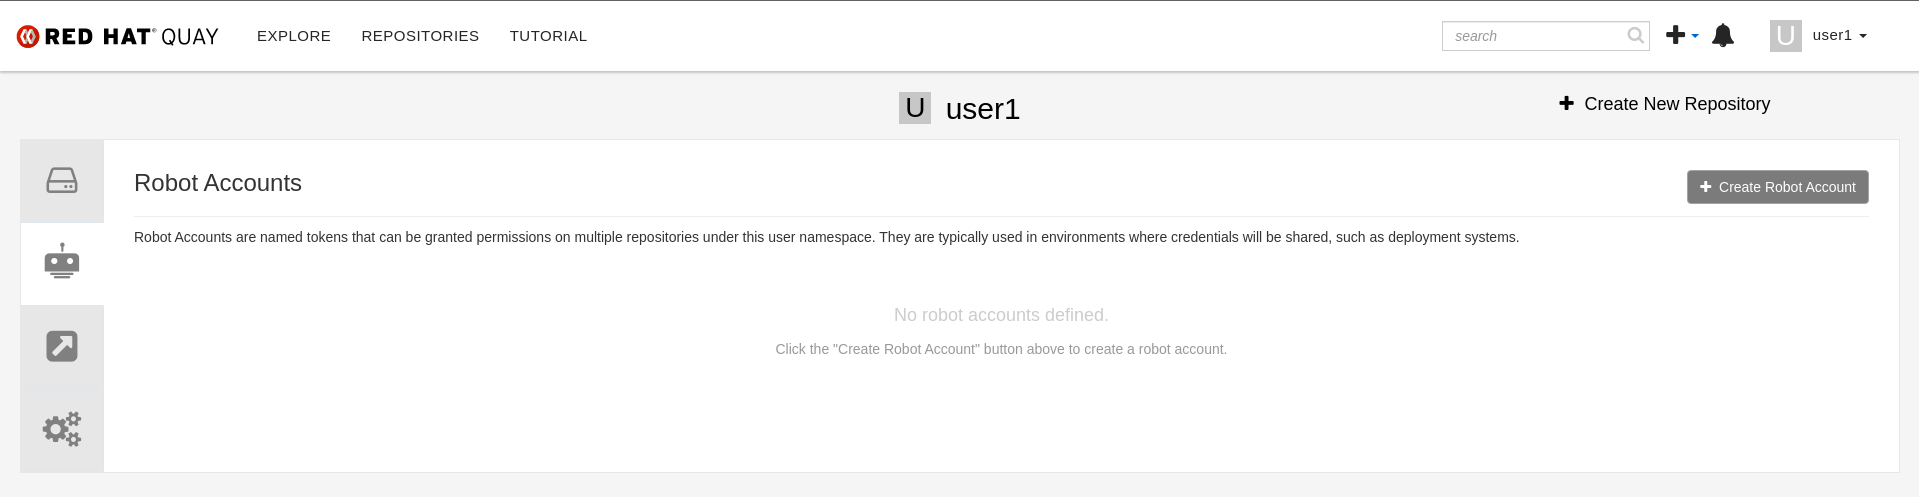 RED HAT® QUAY EXPLORE REPOSITORIES TUTORIAL search U user1
U user1 Create New Repository
Robot Accounts Create Robot Account
Robot Accounts are named tokens that can be granted permissions on multiple repositories under this user namespace. They are typically used in environments where credentials will be shared, such as deployment systems.
No robot accounts defined.
Click the "Create Robot Account" button above to create a robot account.